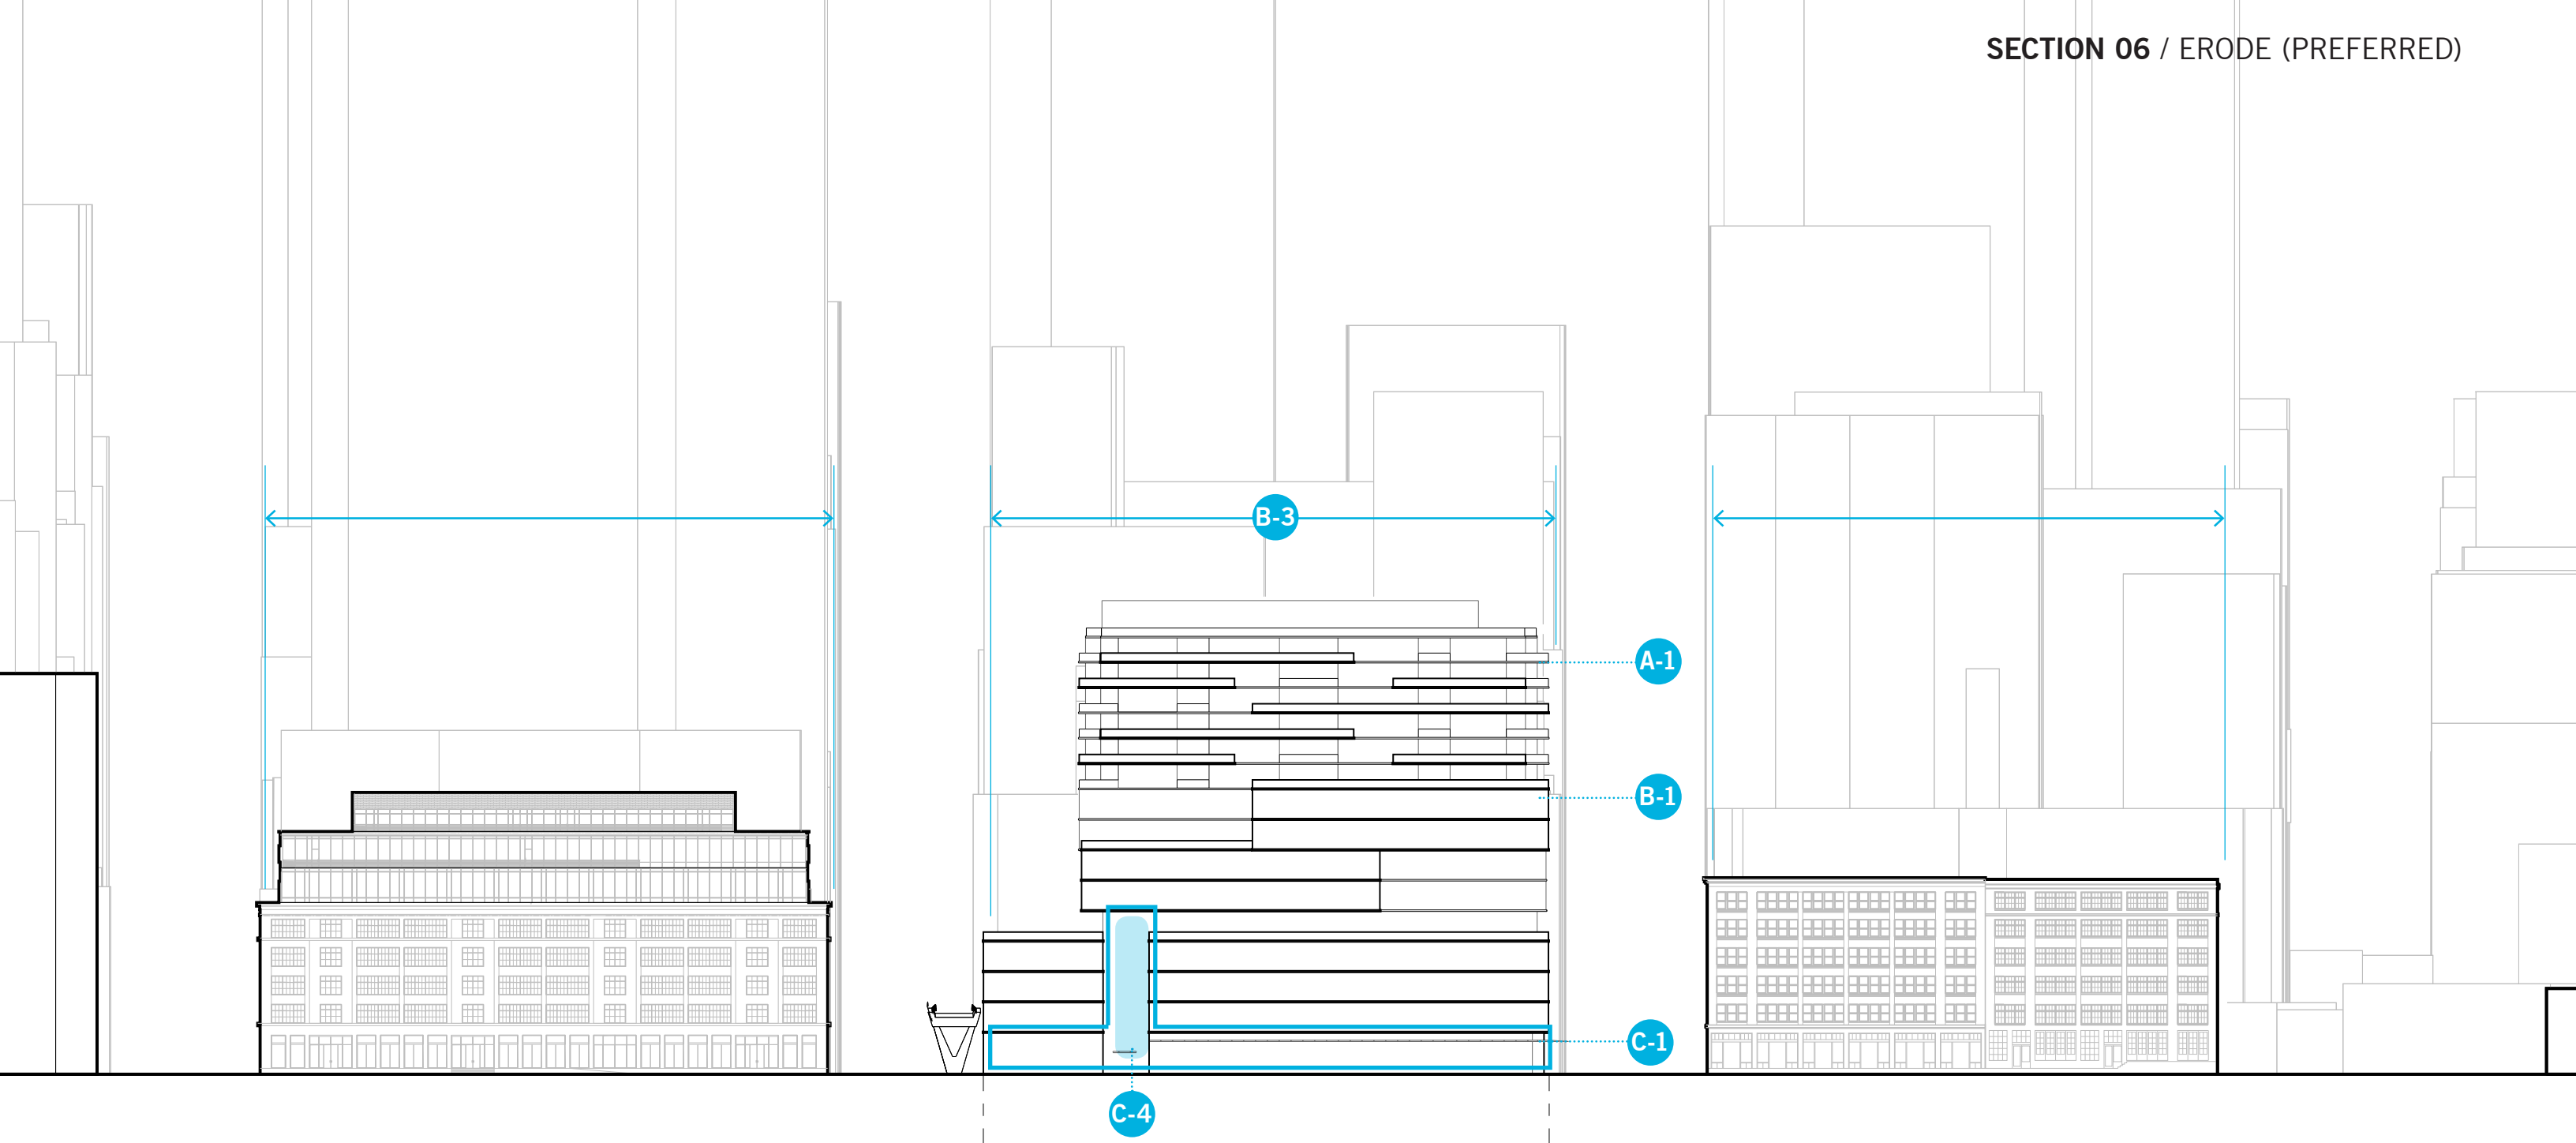 SECTION 06 / ERODE (PREFERRED)
B-3
A-1
B-1
C-1
C-4